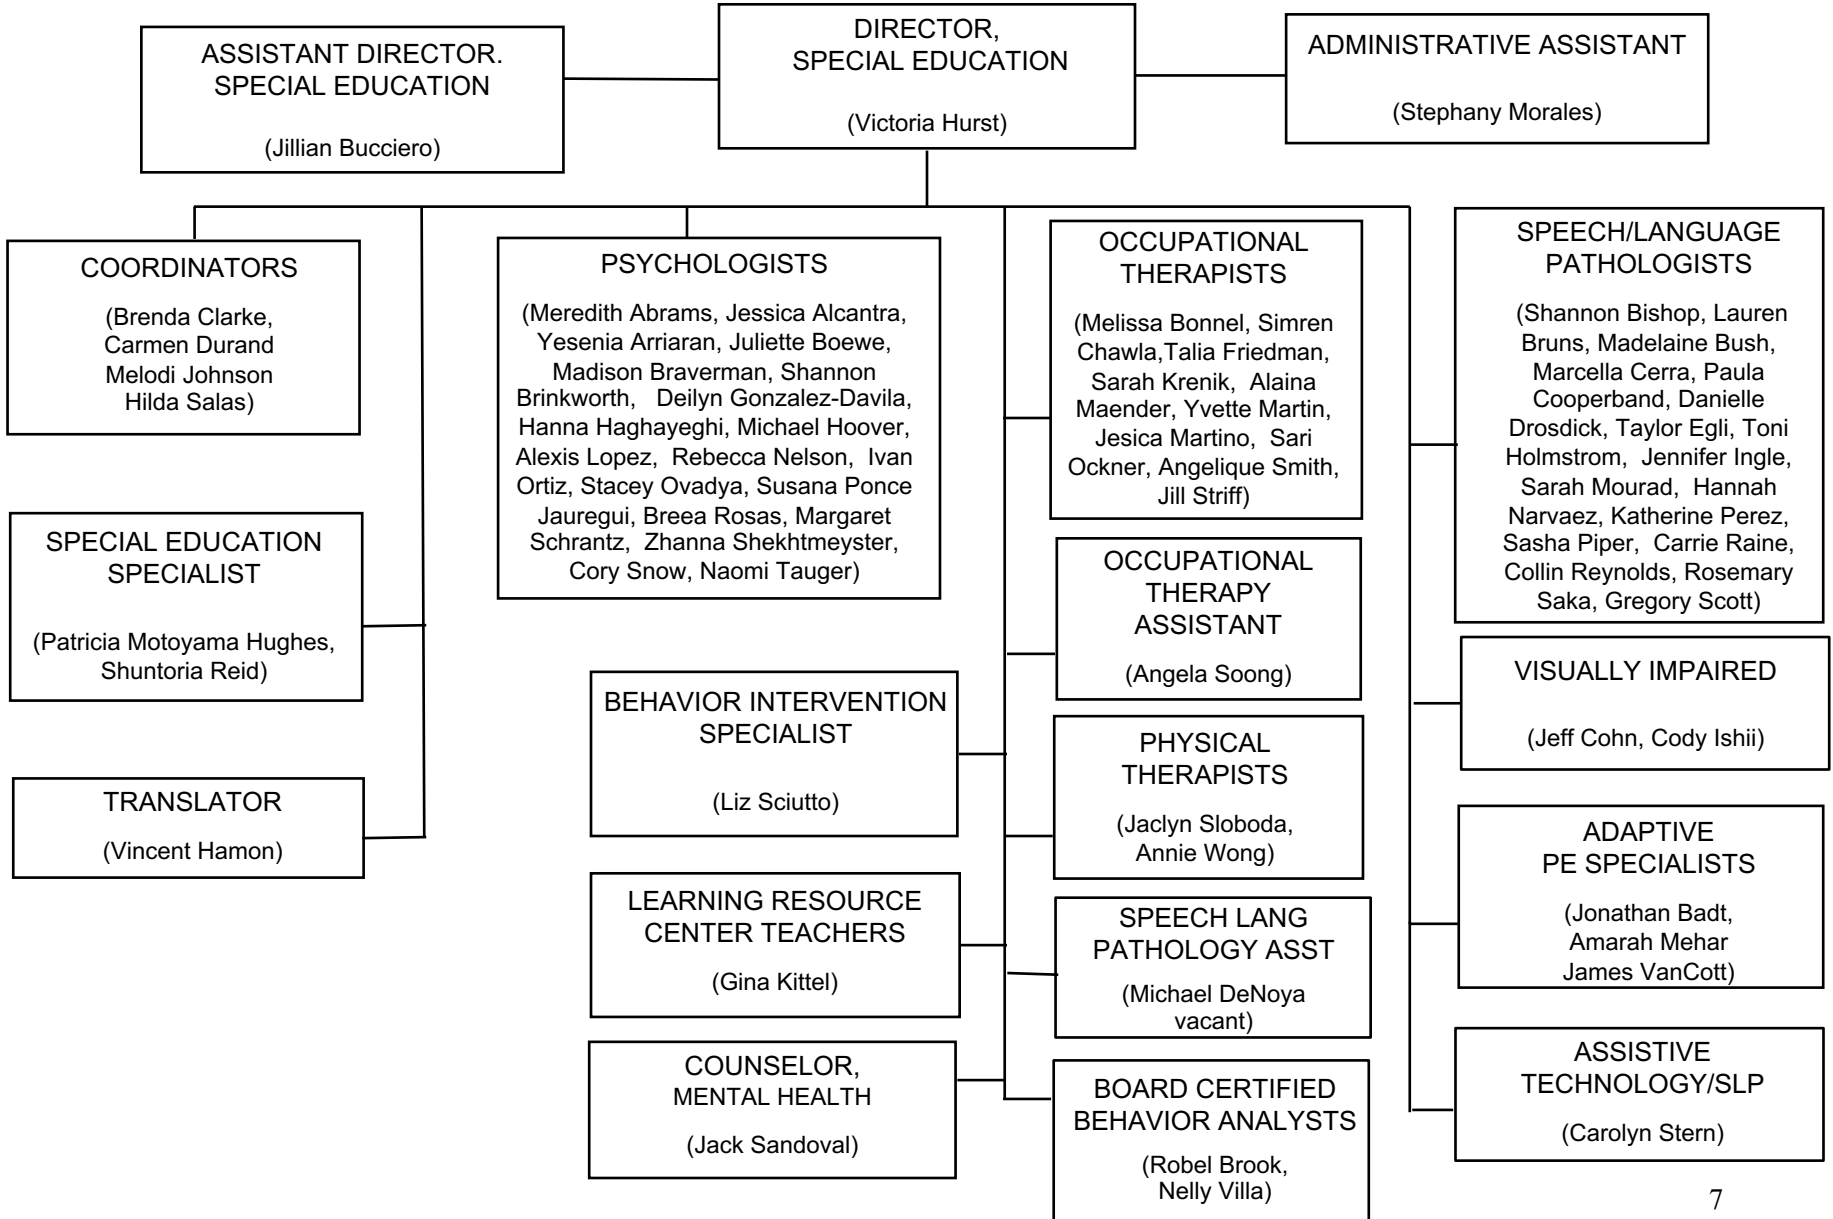 ASSISTANT DIRECTOR.
SPECIAL EDUCATION
(Jillian Bucciero)
DIRECTOR,
SPECIAL EDUCATION
(Victoria Hurst)
ADMINISTRATIVE ASSISTANT
(Stephany Morales)
COORDINATORS
(Brenda Clarke,
Carmen Durand
Melodi Johnson
Hilda Salas)
SPECIAL EDUCATION
SPECIALIST
(Patricia Motoyama Hughes,
Shuntoria Reid)
TRANSLATOR
(Vincent Hamon)
PSYCHOLOGISTS
(Meredith Abrams, Jessica Alcantra,
Yesenia Arriaran, Juliette Boewe,
Madison Braverman, Shannon
Brinkworth, Deilyn Gonzalez-Davila,
Hanna Haghayeghi, Michael Hoover,
Alexis Lopez, Rebecca Nelson, Ivan
Ortiz, Stacey Ovadya, Susana Ponce
Jauregui, Breea Rosas, Margaret
Schrantz, Zhanna Shekhtmeyster,
Cory Snow, Naomi Tauger)
BEHAVIOR INTERVENTION
SPECIALIST
(Liz Sciutto)
LEARNING RESOURCE
CENTER TEACHERS
(Gina Kittel)
COUNSELOR,
MENTAL HEALTH
(Jack Sandoval)
OCCUPATIONAL
THERAPISTS
(Melissa Bonnel, Simren
Chawla,Talia Friedman,
Sarah Krenik, Alaina
Maender, Yvette Martin,
Jesica Martino, Sari
Ockner, Angelique Smith,
Jill Striff)
OCCUPATIONAL
THERAPY
ASSISTANT
(Angela Soong)
PHYSICAL
THERAPISTS
(Jaclyn Sloboda,
Annie Wong)
SPEECH LANG
PATHOLOGY ASST
(Michael DeNoya
vacant)
BOARD CERTIFIED
BEHAVIOR ANALYSTS
(Robel Brook,
Nelly Villa)
SPEECH/LANGUAGE
PATHOLOGISTS
(Shannon Bishop, Lauren
Bruns, Madelaine Bush,
Marcella Cerra, Paula
Cooperband, Danielle
Drosdick, Taylor Egli, Toni
Holmstrom, Jennifer Ingle,
Sarah Mourad, Hannah
Narvaez, Katherine Perez,
Sasha Piper, Carrie Raine,
Collin Reynolds, Rosemary
Saka, Gregory Scott)
VISUALLY IMPAIRED
(Jeff Cohn, Cody Ishii)
ADAPTIVE
PE SPECIALISTS
(Jonathan Badt,
Amarah Mehar
James VanCott)
ASSISTIVE
TECHNOLOGY/SLP
(Carolyn Stern)
7